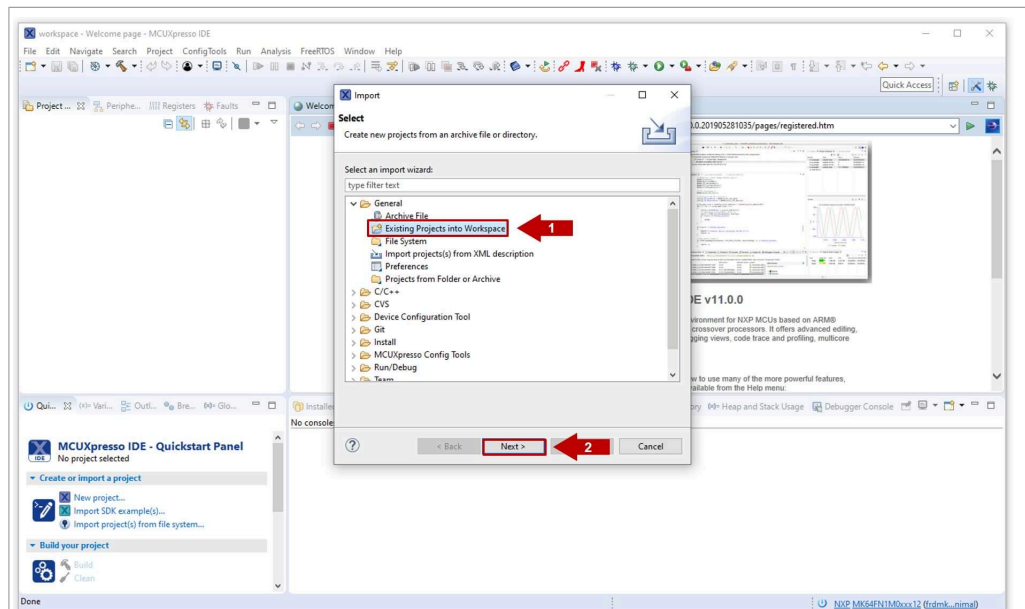 workspace - Welcome page - MCUXpresso IDE
File Edit Navigate Search Project ConfigTools Run Analysis FreeRTOS Window Help
Quick Access
Project ... Periphe... Registers Faults
Welcon
.0.201905281035/pages/registered.htm
Import
Select
Create new projects from an archive file or directory.
Select an import wizard:
type filter text
General
Archive File
Existing Projects into Workspace
1
File System
Import projects(s) from XML description
Preferences
Projects from Folder or Archive
C/C++
CVS
Device Configuration Tool
Git
Install
MCUXpresso Config Tools
Run/Debug
Team
< Back
Next >
2
Cancel
IDE v11.0.0
vironment for NXP MCUs based on ARM®
crossover processors. It offers advanced editing,
gging views, code trace and profiling, multicore
w to use many of the more powerful features,
vailable from the Help menu:
Qui... (x)= Vari... Outl... Bre... Glo...
Installed
ory Heap and Stack Usage Debugger Console
No console
IDE
MCUXpresso IDE - Quickstart Panel
No project selected
Create or import a project
New project...
Import SDK example(s)...
Import project(s) from file system...
Build your project
Build
Clean
Done
NXP MK64FN1M0xxx12 (frdmk...nimal)